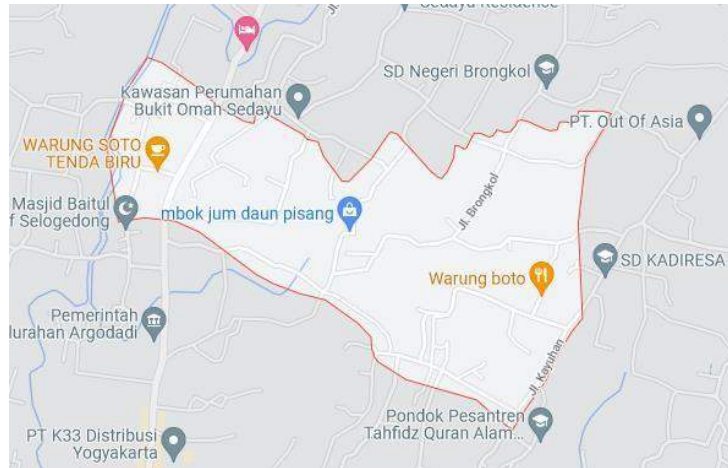 Sedayu Residence
SD Negeri Brongkol
Kawasan Perumahan
Bukit Omah Sedayu
PT. Out Of Asia
WARUNG SOTO
TENDA BIRU
Jl. Brongkol
Masjid Baitul
f Selogedong
mbok jum daun pisang
SD KADIRESA
Warung boto
Pemerintah
lurahan Argodadi
Jl. Kayuhan
Pondok Pesantren
Tahfidz Quran Alam...
PT K33 Distribusi
Yogyakarta